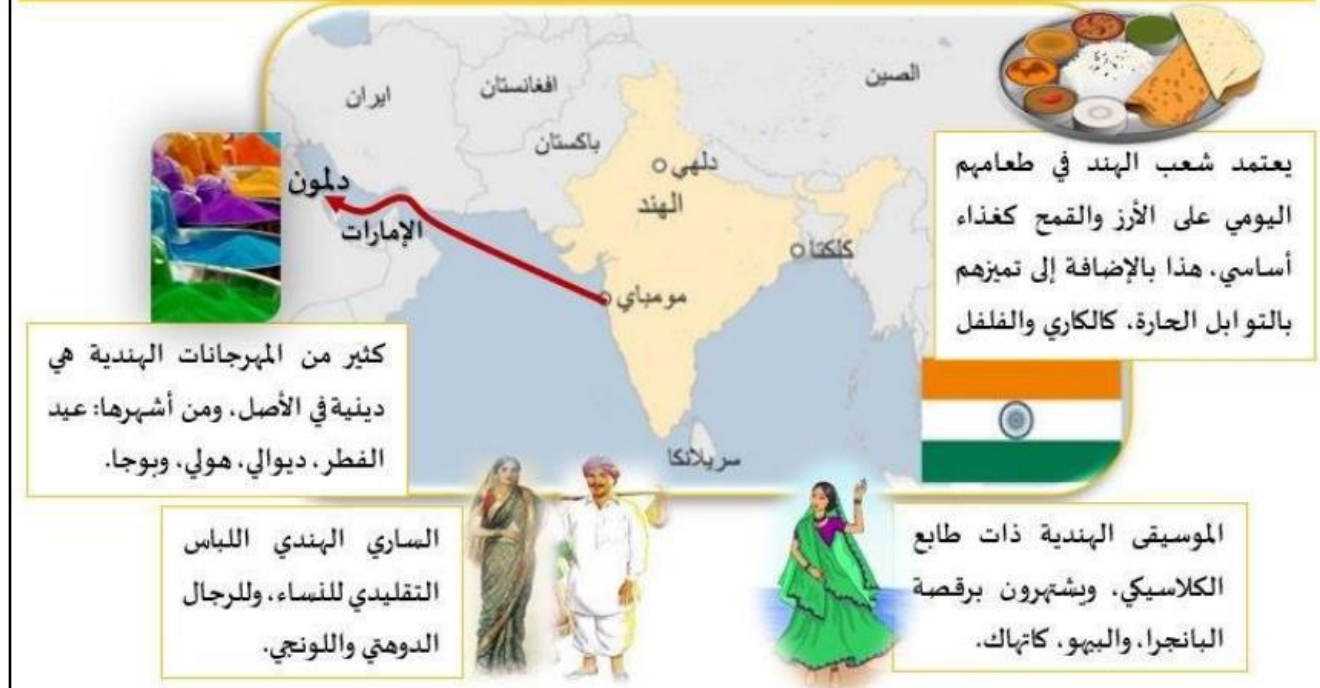 الصين
افغانستان
ايران
باكستان
دلهي
الهند
دلمون
الإمارات
كلكتا
مومباي
سريلانكا
يعتمد شعب الهند في طعامهم
اليومي على الأرز والقمح كغذاء
أساسي، هذا بالإضافة إلى تميزهم
بالتوابل الحارة، كالكاري والفلفل
كثير من المهرجانات الهندية هي
دينية في الأصل، ومن أشهرها: عيد
الفطر، ديوالي، هولي، وبوجا.
الموسيقى الهندية ذات طابع
الكلاسيكي، ويشتهرون برقصة
البانجرا، والبيهو، كاتهاك.
الساري الهندي اللباس
التقليدي للنساء، وللرجال
الدوهتي واللونجي.